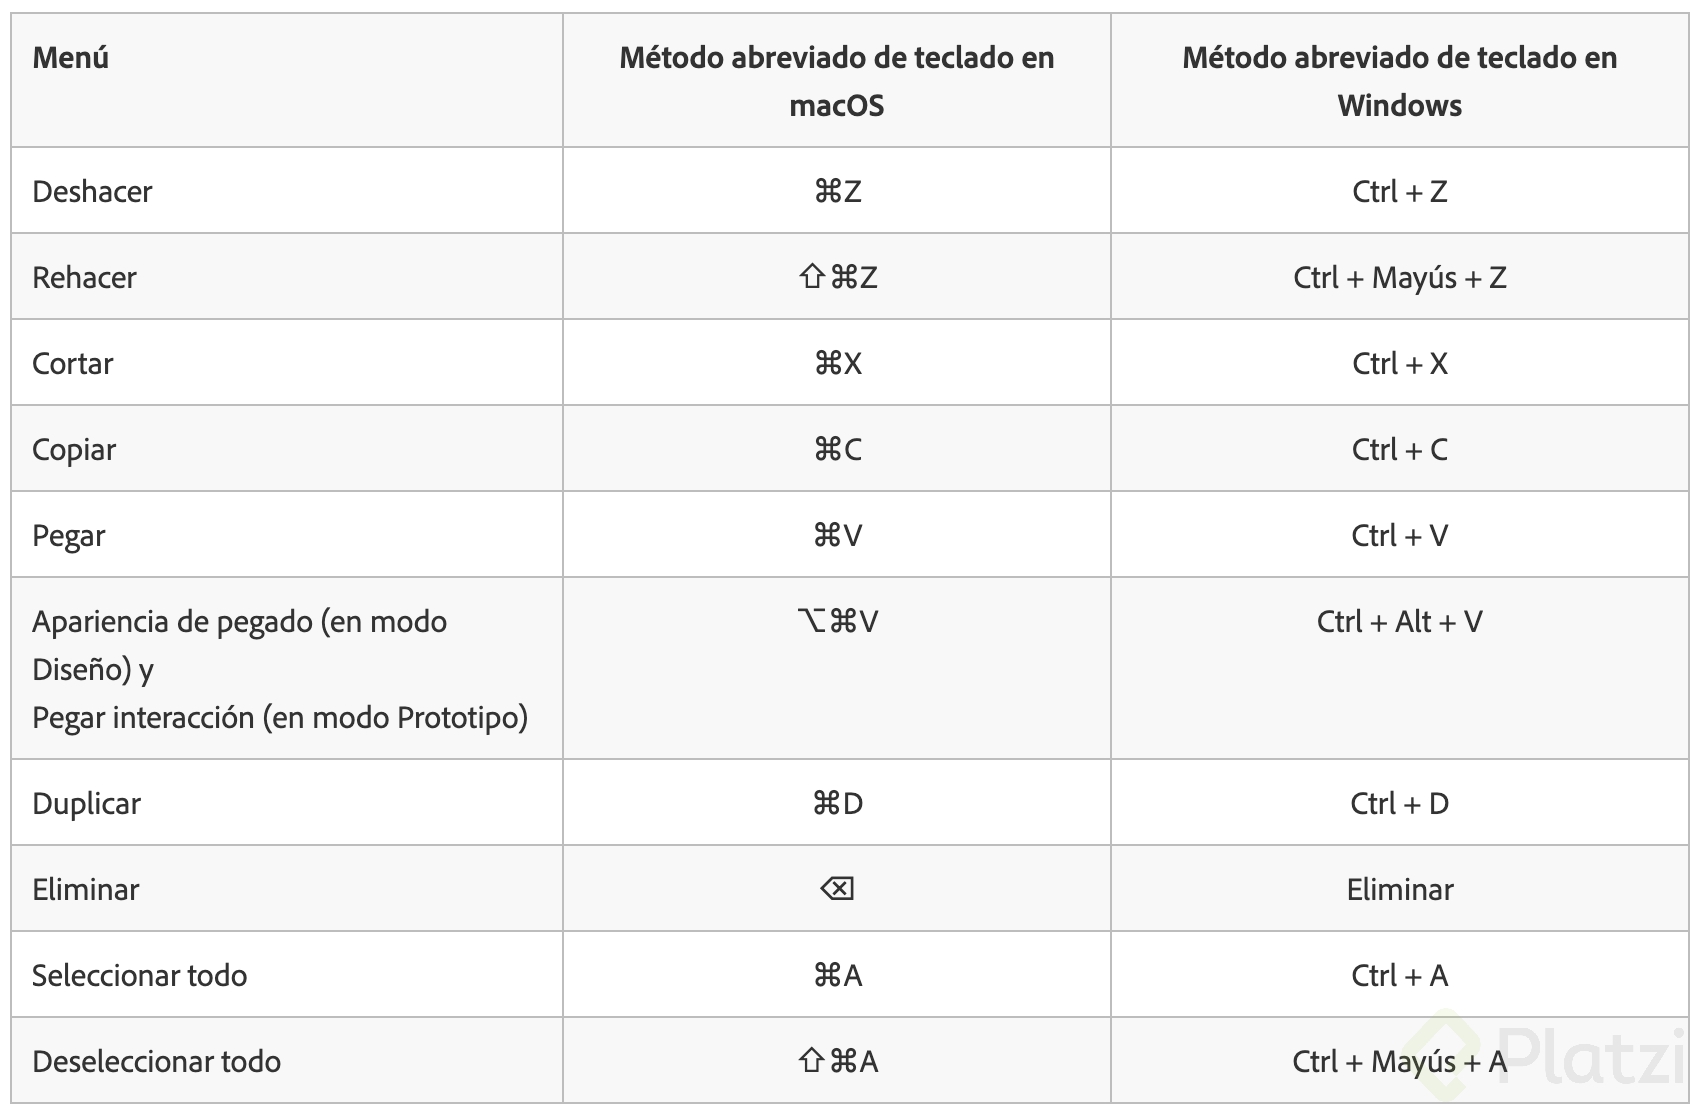 Menú
Método abreviado de teclado en
macOS
Método abreviado de teclado en
Windows
Deshacer ⌘Z Ctrl + Z
Rehacer ⇧⌘Z Ctrl + Mayús + Z
Cortar ⌘X Ctrl + X
Copiar ⌘C Ctrl + C
Pegar ⌘V Ctrl + V
Apariencia de pegado (en modo
Diseño) y
Pegar interacción (en modo Prototipo)
⌥⌘V Ctrl + Alt + V
Duplicar ⌘D Ctrl + D
Eliminar ⌫ Eliminar
Seleccionar todo ⌘A Ctrl + A
Deseleccionar todo ⇧⌘A Ctrl + Mayús + A
Platzi